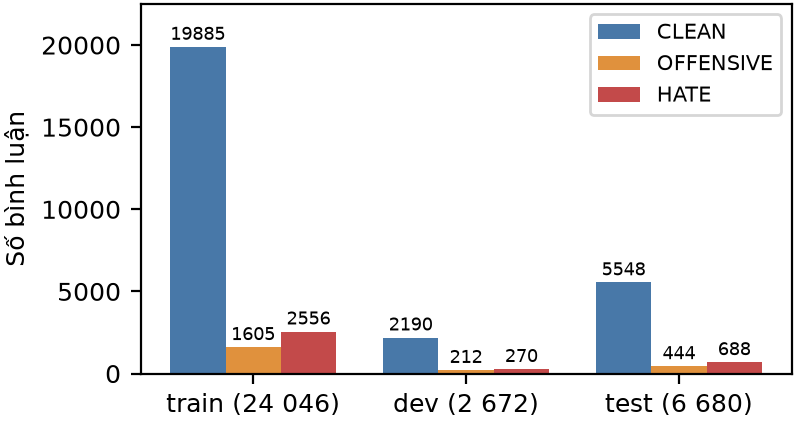 Số bình luận
20000
15000
10000
5000
0
CLEAN
OFFENSIVE
HATE
19885
1605
2556
2190
212
270
5548
444
688
train (24 046)
dev (2 672)
test (6 680)